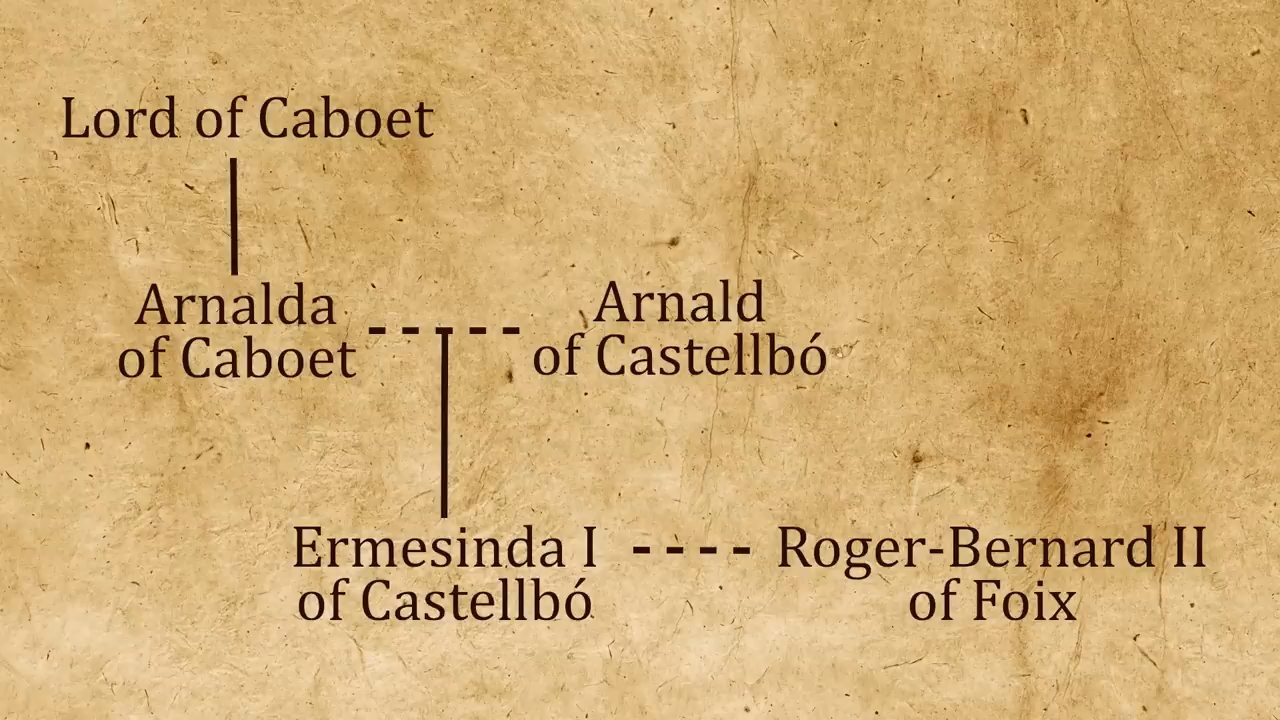 Lord of Caboet
Arnalda
of Caboet
Arnald
of Castellbó
Ermesinda I
of Castellbó
Roger-Bernard II
of Foix